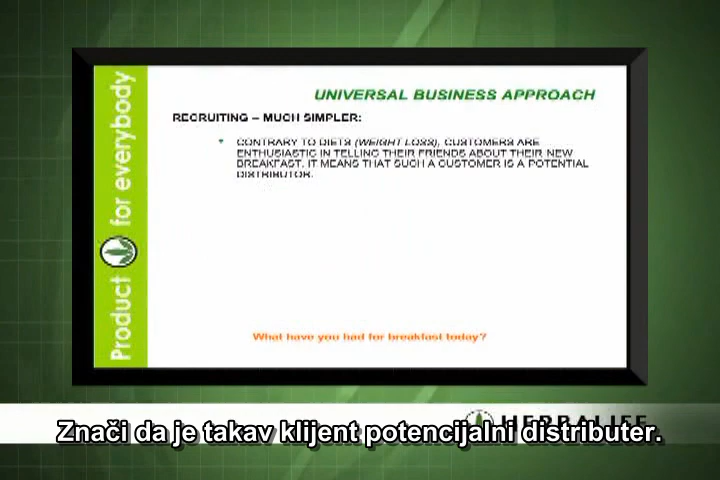 UNIVERSAL BUSINESS APPROACH
RECRUITING – MUCH SIMPLER:
CONTRARY TO DIETS (WEIGHT LOSS), CUSTOMERS ARE
ENTHUSIASTIC IN TELLING THEIR FRIENDS ABOUT THEIR NEW
BREAKFAST. IT MEANS THAT SUCH A CUSTOMER IS A POTENTIAL
DISTRIBUTOR.
Product for everybody
What have you had for breakfast today?
HERBALIFE
Znači da je takav klijent potencijalni distributer.